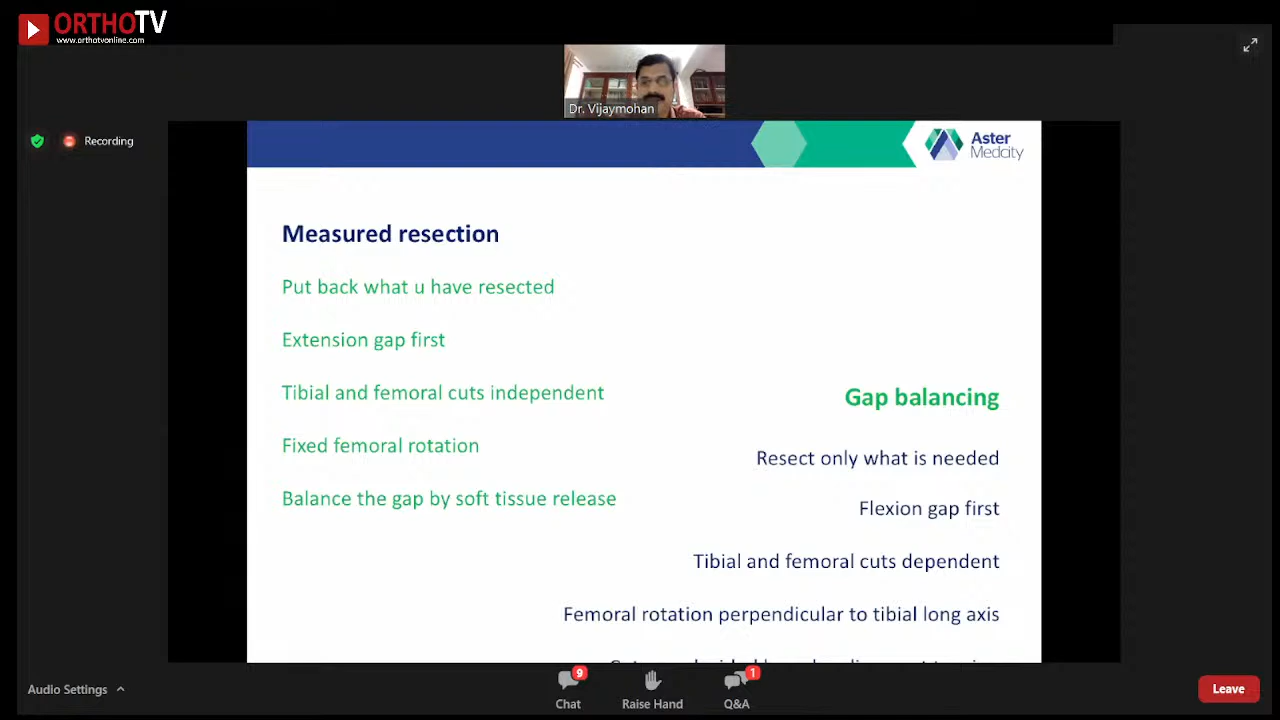 ORTHOTV
www.orthotvonline.com
Dr. Vijaymohan
Recording
Aster
Medcity
Measured resection
Put back what u have resected
Extension gap first
Tibial and femoral cuts independent
Fixed femoral rotation
Balance the gap by soft tissue release
Gap balancing
Resect only what is needed
Flexion gap first
Tibial and femoral cuts dependent
Femoral rotation perpendicular to tibial long axis
Audio Settings
9
Chat
Raise Hand
1
Q&A
Leave